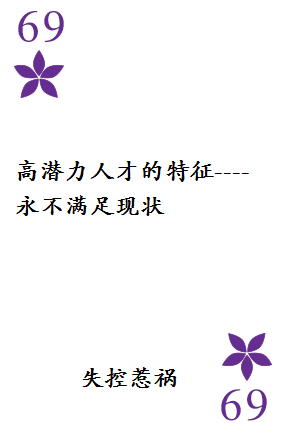 69
高潜力人才的特征----
永不满足现状
失控惹祸
69